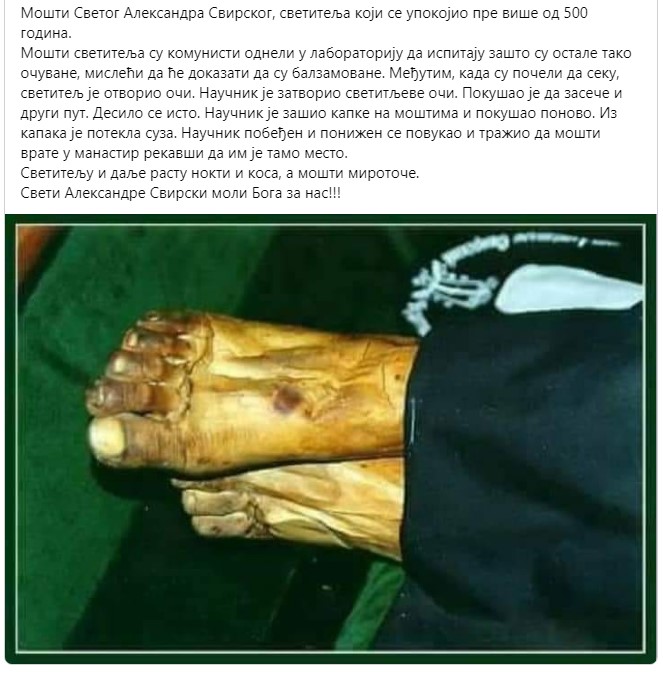 Мошти Светог Александра Свирског, светитеља који се упокојио пре више од 500
година.
Мошти светитеља су комунисти однели у лабораторију да испитају зашто су остале тако
очуване, мислећи да ће доказати да су балзамоване. Међутим, када су почели да секу,
светитељ је отворио очи. Научник је затворио светитљеве очи. Покушао је да засече и
други пут. Десило се исто. Научник је зашио капке на моштима и покушао поново. Из
капака је потекла суза. Научник побеђен и понижен се повукао и тражио да мошти
врате у манастир рекавши да им је тамо место.
Светитељу и даље расту нокти и коса, а мошти мироточе.
Свети Александре Свирски моли Бога за нас!!!